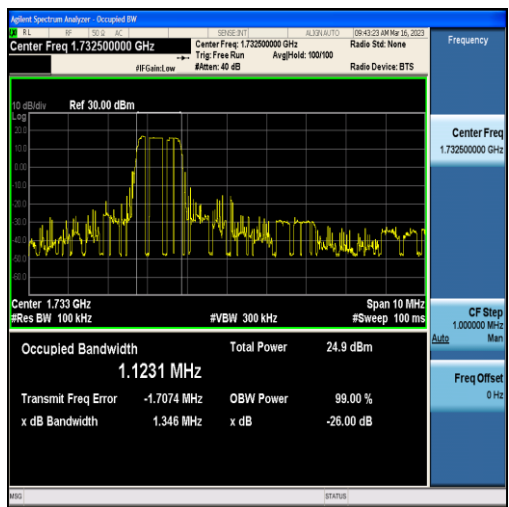 Agilent Spectrum Analyzer - Occupied BW
RL RF 50 Ω AC SENSE:INT ALIGN AUTO 09:43:23 AM Mar 16, 2023
Center Freq 1.732500000 GHz
Center Freq: 1.732500000 GHz
Radio Std: None
Trig: Free Run Avg|Hold: 100/100
#IFGain:Low #Atten: 40 dB Radio Device: BTS
10 dB/div Ref 30.00 dBm
Log
20.0
10.0
0.00
-10.0
-20.0
-30.0
-40.0
-50.0
-60.0
Center 1.733 GHz Span 10 MHz
#Res BW 100 kHz #VBW 300 kHz #Sweep 100 ms
Occupied Bandwidth Total Power 24.9 dBm
1.1231 MHz
Transmit Freq Error -1.7074 MHz OBW Power 99.00 %
x dB Bandwidth 1.346 MHz x dB -26.00 dB
MSG STATUS
Frequency
Center Freq
1.732500000 GHz
CF Step
1.000000 MHz
Auto Man
Freq Offset
0 Hz